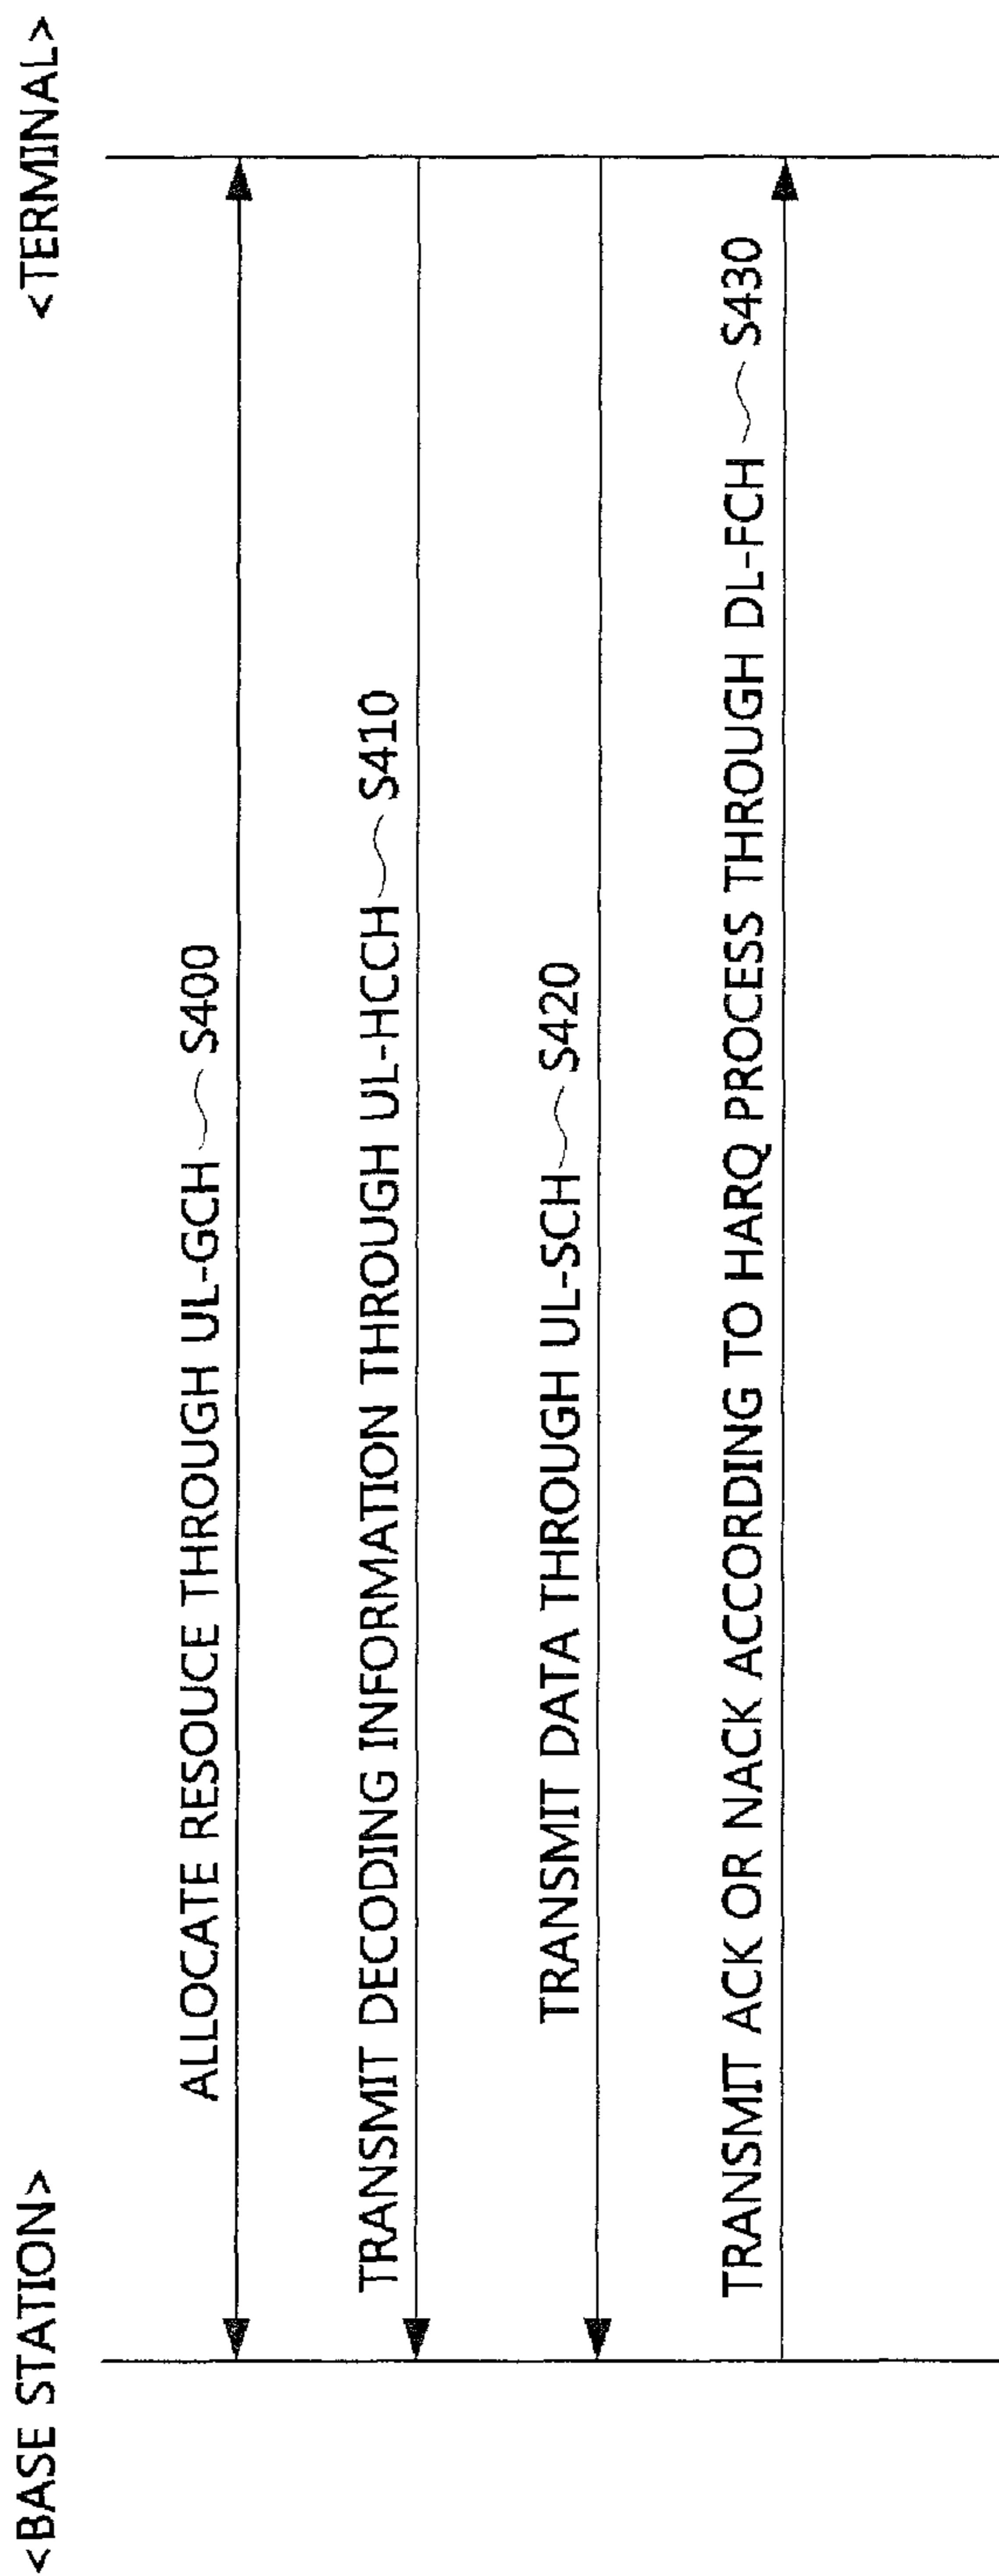 <BASE STATION>
<TERMINAL>
ALLOCATE RESOUCE THROUGH UL-GCH ~ S400
TRANSMIT DECODING INFORMATION THROUGH UL-HCCH ~ S410
TRANSMIT DATA THROUGH UL-SCH ~ S420
TRANSMIT ACK OR NACK ACCORDING TO HARQ PROCESS THROUGH DL-FCH ~ S430